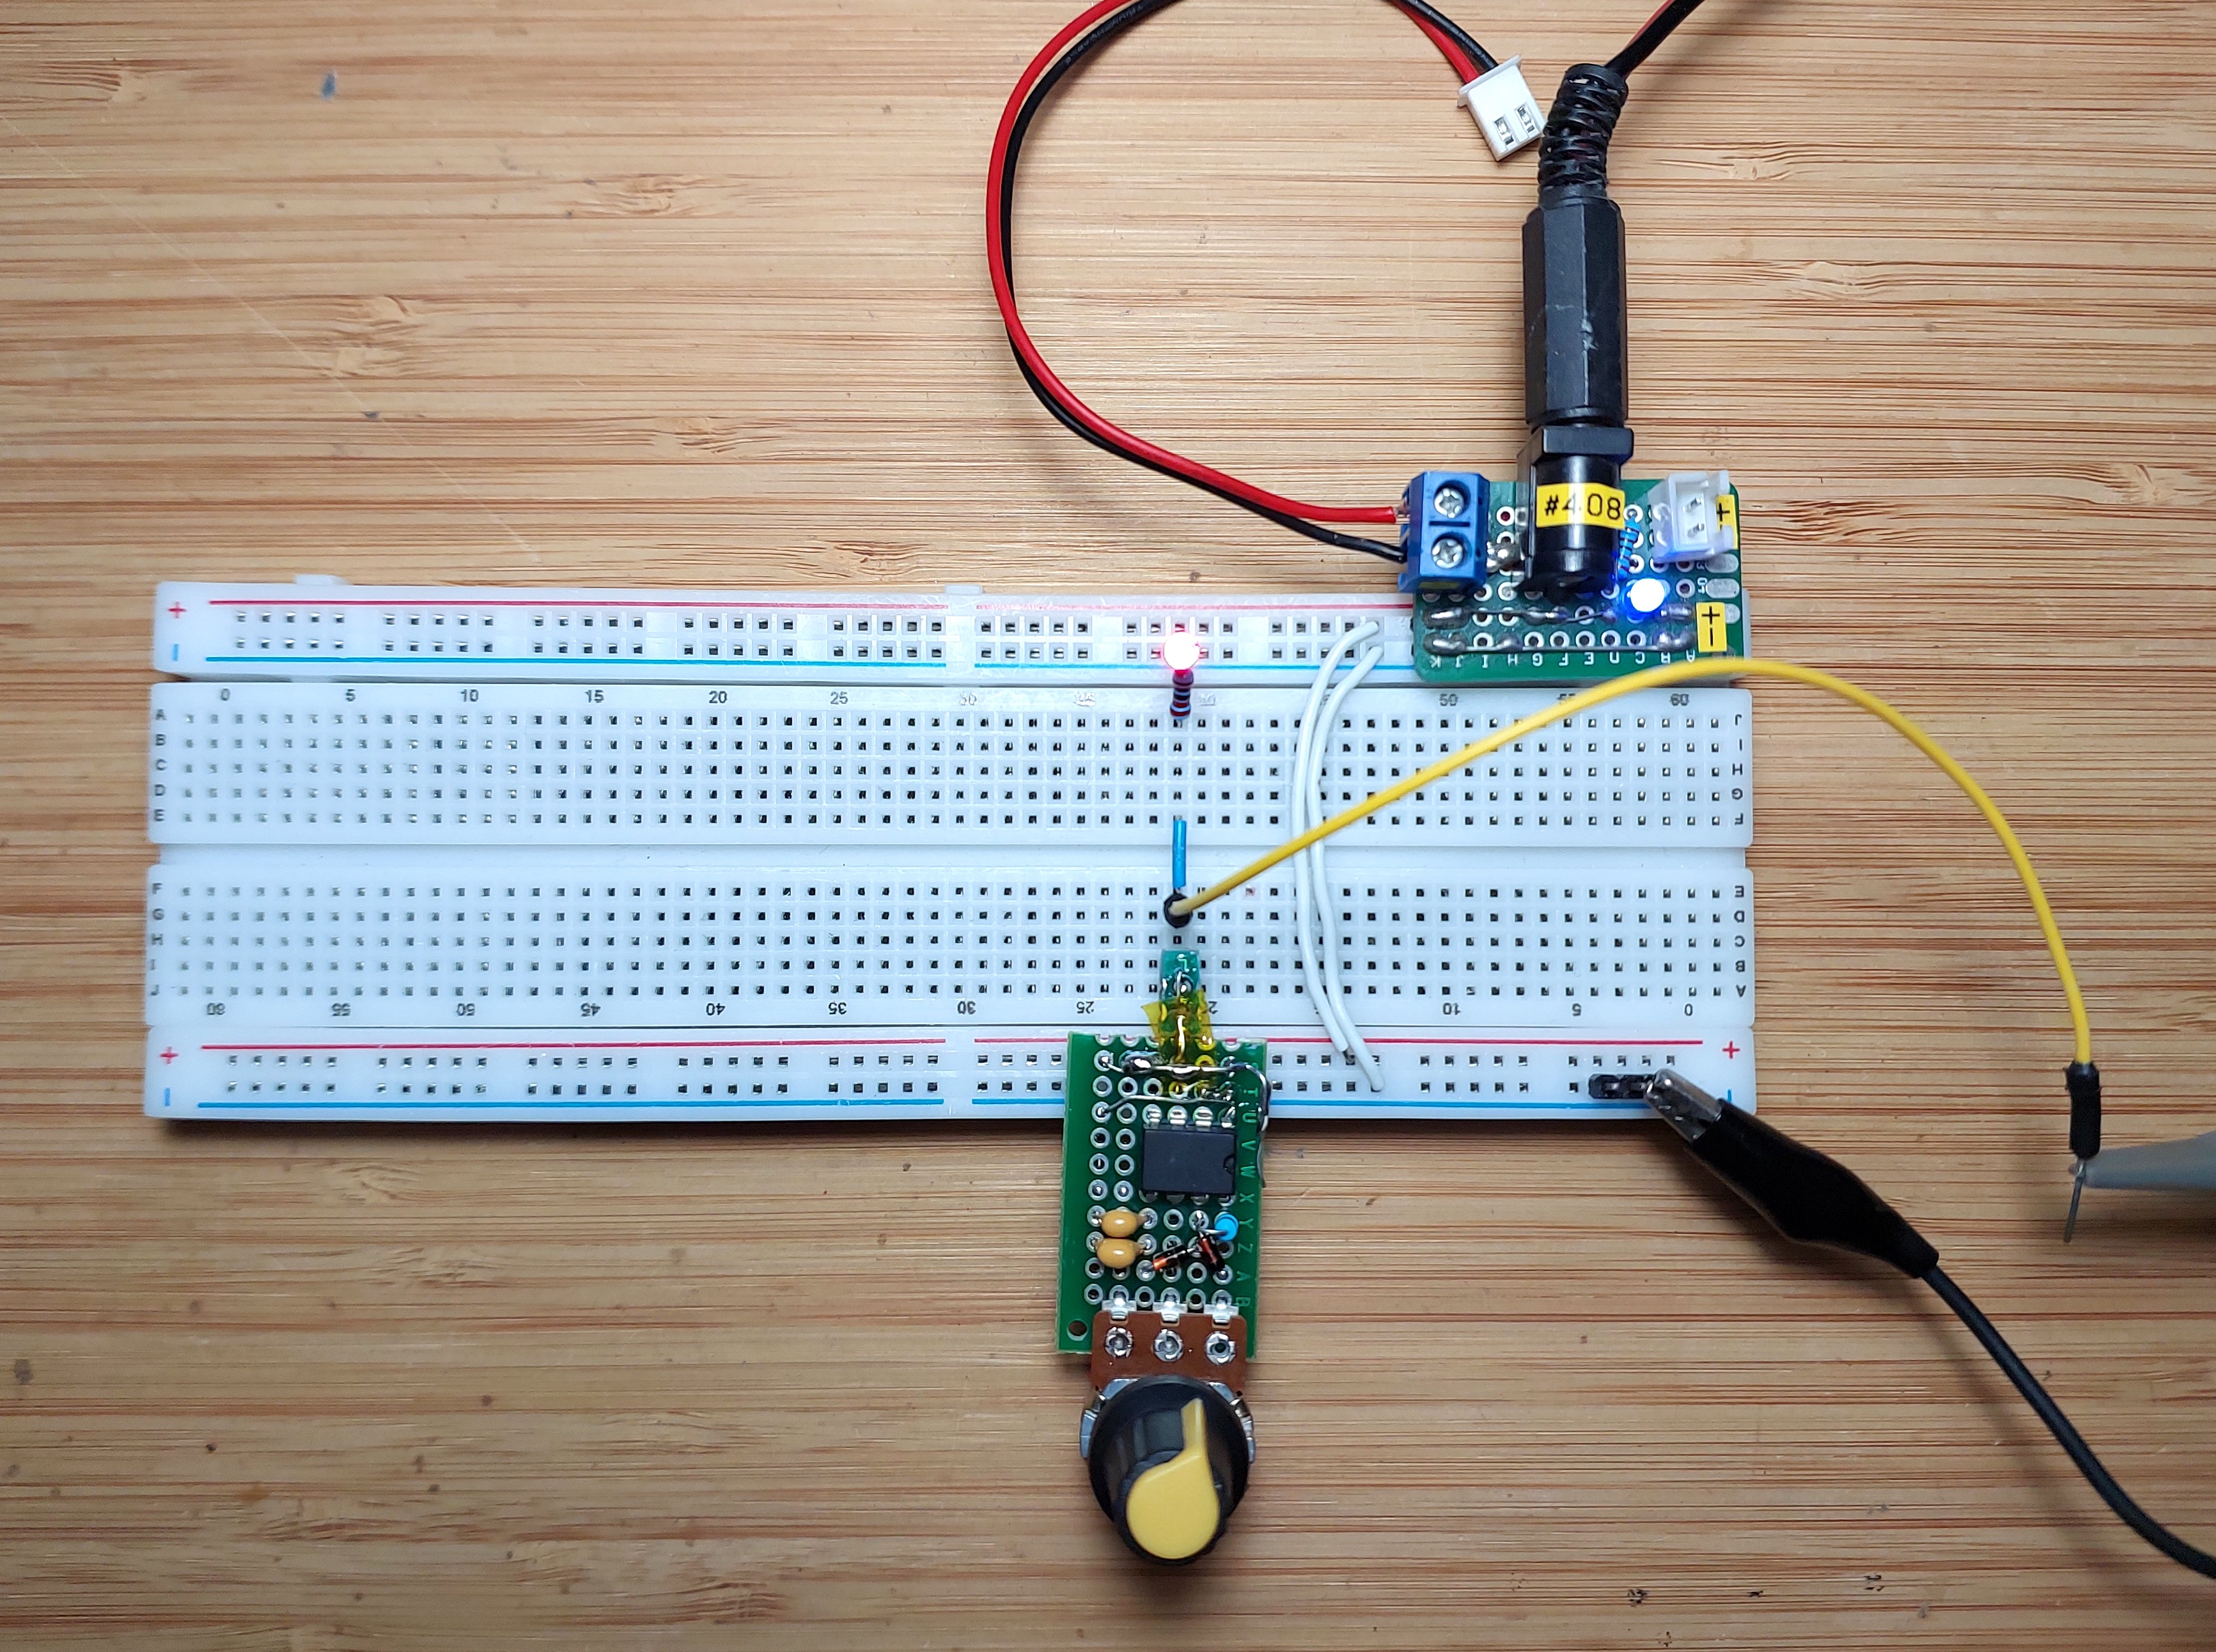 #408
+
+
−
K J I H G F E D C B A
+
−
0 5 10 15 20 25 30 50 60
A J
B I
C H
D G
E F
F E
G D
H C
I B
J A
60 55 50 45 40 35 30 25 10 5 0
+ +
− −
T
U
V
W
X
Y
Z
A
B